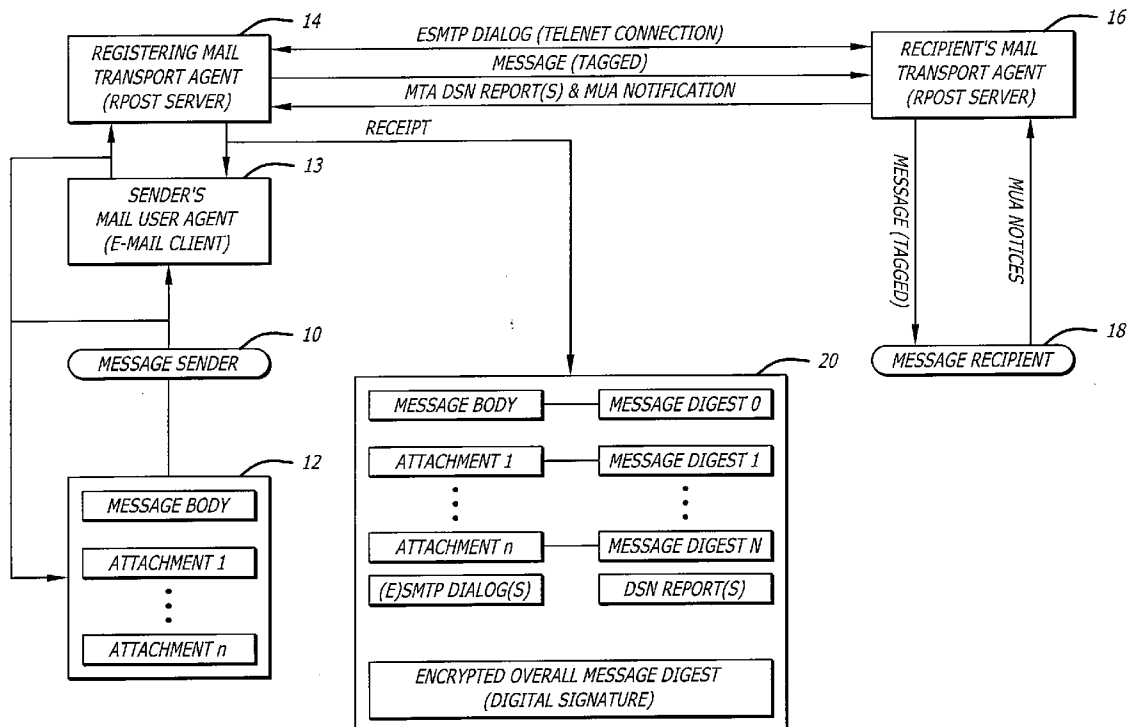 14
REGISTERING MAIL
TRANSPORT AGENT
(RPOST SERVER)
ESMTP DIALOG (TELENET CONNECTION)
MESSAGE (TAGGED)
MTA DSN REPORT(S) & MUA NOTIFICATION
16
RECIPIENT'S MAIL
TRANSPORT AGENT
(RPOST SERVER)
RECEIPT
13
SENDER'S
MAIL USER AGENT
(E-MAIL CLIENT)
MESSAGE (TAGGED)
MUA NOTICES
10
MESSAGE SENDER
18
MESSAGE RECIPIENT
12
MESSAGE BODY
ATTACHMENT 1
ATTACHMENT n
20
MESSAGE BODY
MESSAGE DIGEST 0
ATTACHMENT 1
MESSAGE DIGEST 1
ATTACHMENT n
MESSAGE DIGEST N
(E)SMTP DIALOG(S)
DSN REPORT(S)
ENCRYPTED OVERALL MESSAGE DIGEST
(DIGITAL SIGNATURE)